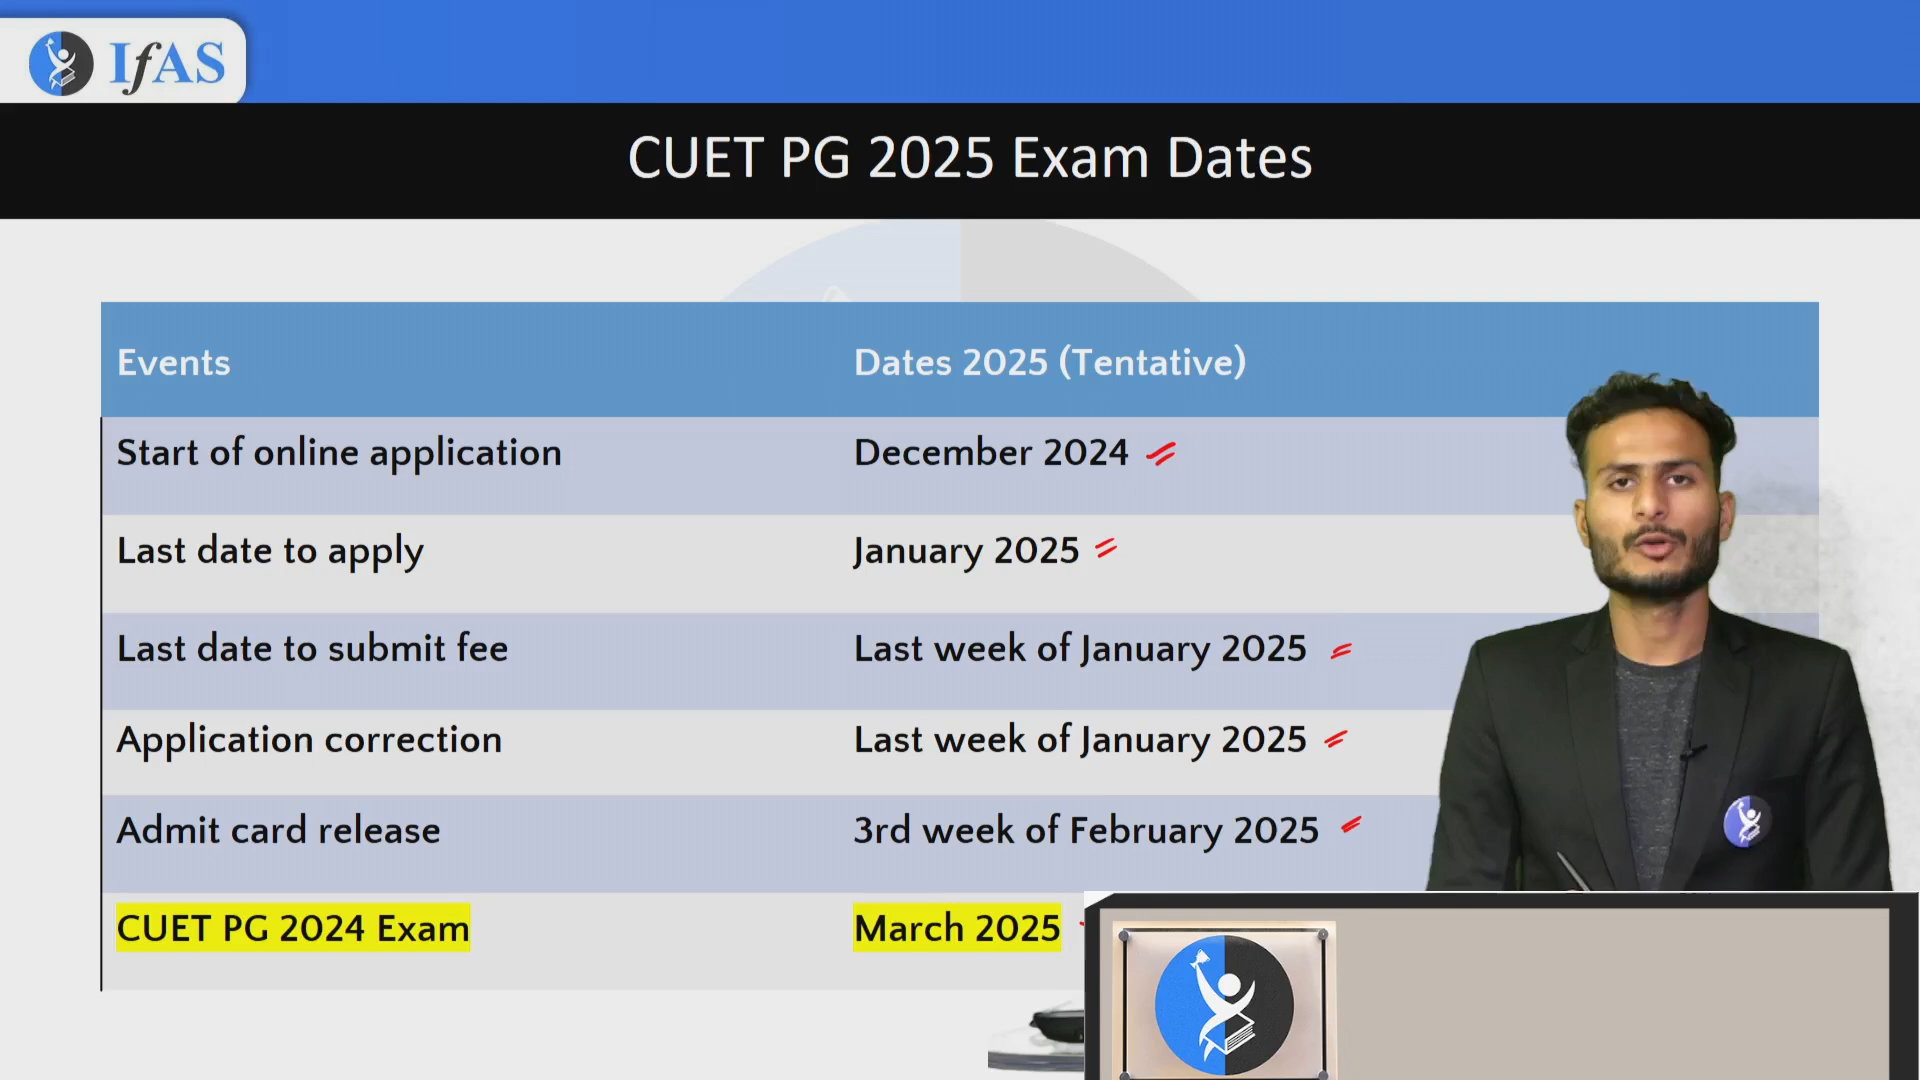 IfAS
CUET PG 2025 Exam Dates
Events Dates 2025 (Tentative)
Start of online application December 2024
Last date to apply January 2025
Last date to submit fee Last week of January 2025
Application correction Last week of January 2025
Admit card release 3rd week of February 2025
CUET PG 2024 Exam March 2025